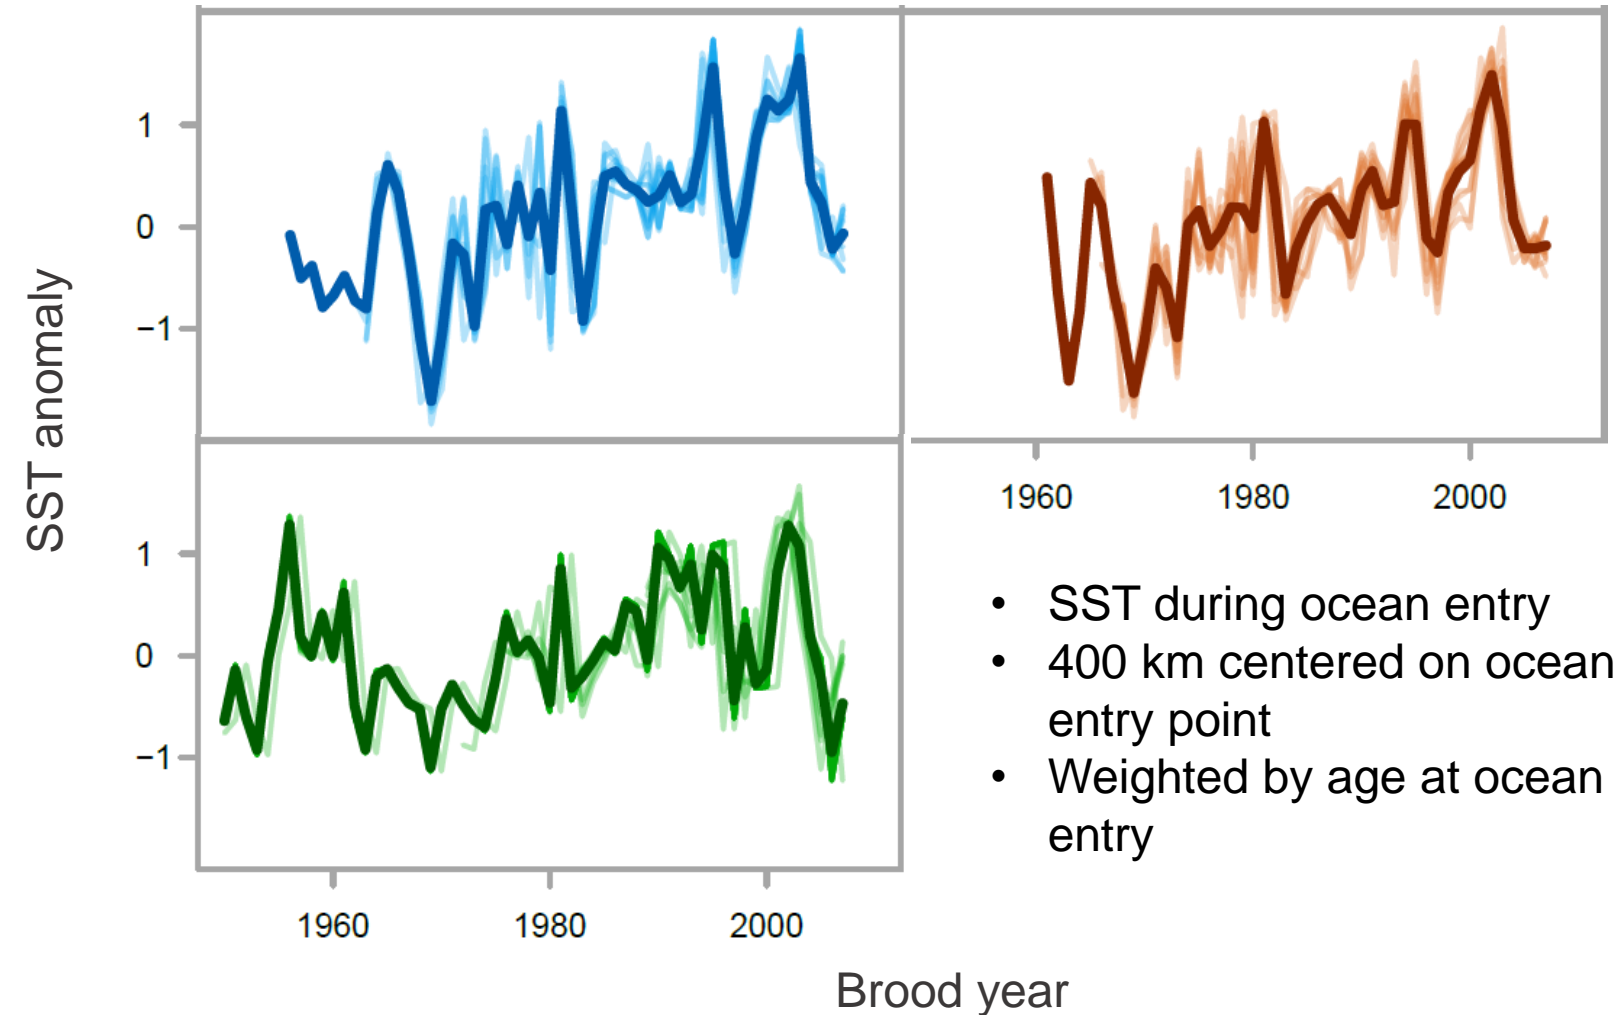 SST anomaly
1
0
−1
1
0
−1
1960 1980 2000
1960 1980 2000
Brood year
• SST during ocean entry
• 400 km centered on ocean
entry point
• Weighted by age at ocean
entry